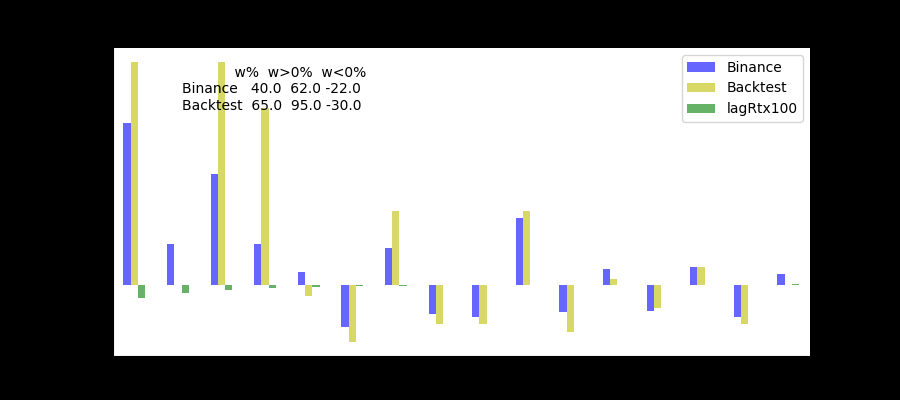 w% w>0% w<0%
Binance 40.0 62.0 -22.0
Backtest 65.0 95.0 -30.0
Binance
Backtest
lagRtx100